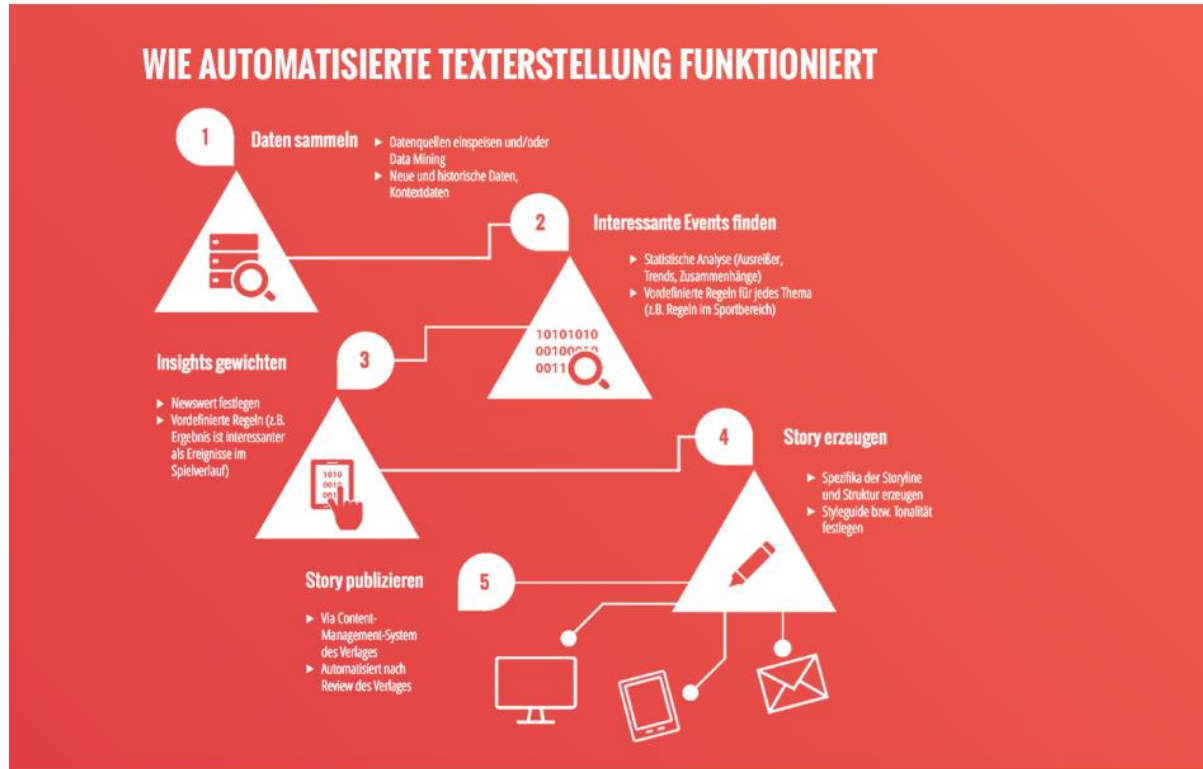 WIE AUTOMATISIERTE TEXTERSTELLUNG FUNKTIONIERT
1
Daten sammeln
► Datenquellen einspeisen und/oder
Data Mining
► Neue und historische Daten,
Kontextdaten
2
Interessante Events finden
► Statistische Analyse (Ausreißer,
Trends, Zusammenhänge)
► Vordefinierte Regeln für jedes Thema
(z.B. Regeln im Sportbereich)
10101010
0010
0011
3
Insights gewichten
► Newswert festlegen
► Vordefinierte Regeln (z.B.
Ergebnis ist interessanter
als Ereignisse im
Spielverlauf)
1010
0010
4
Story erzeugen
► Spezifika der Storyline
und Struktur erzeugen
► Styleguide bzw. Tonalität
festlegen
5
Story publizieren
► Via Content-
Management-System
des Verlages
► Automatisiert nach
Review des Verlages